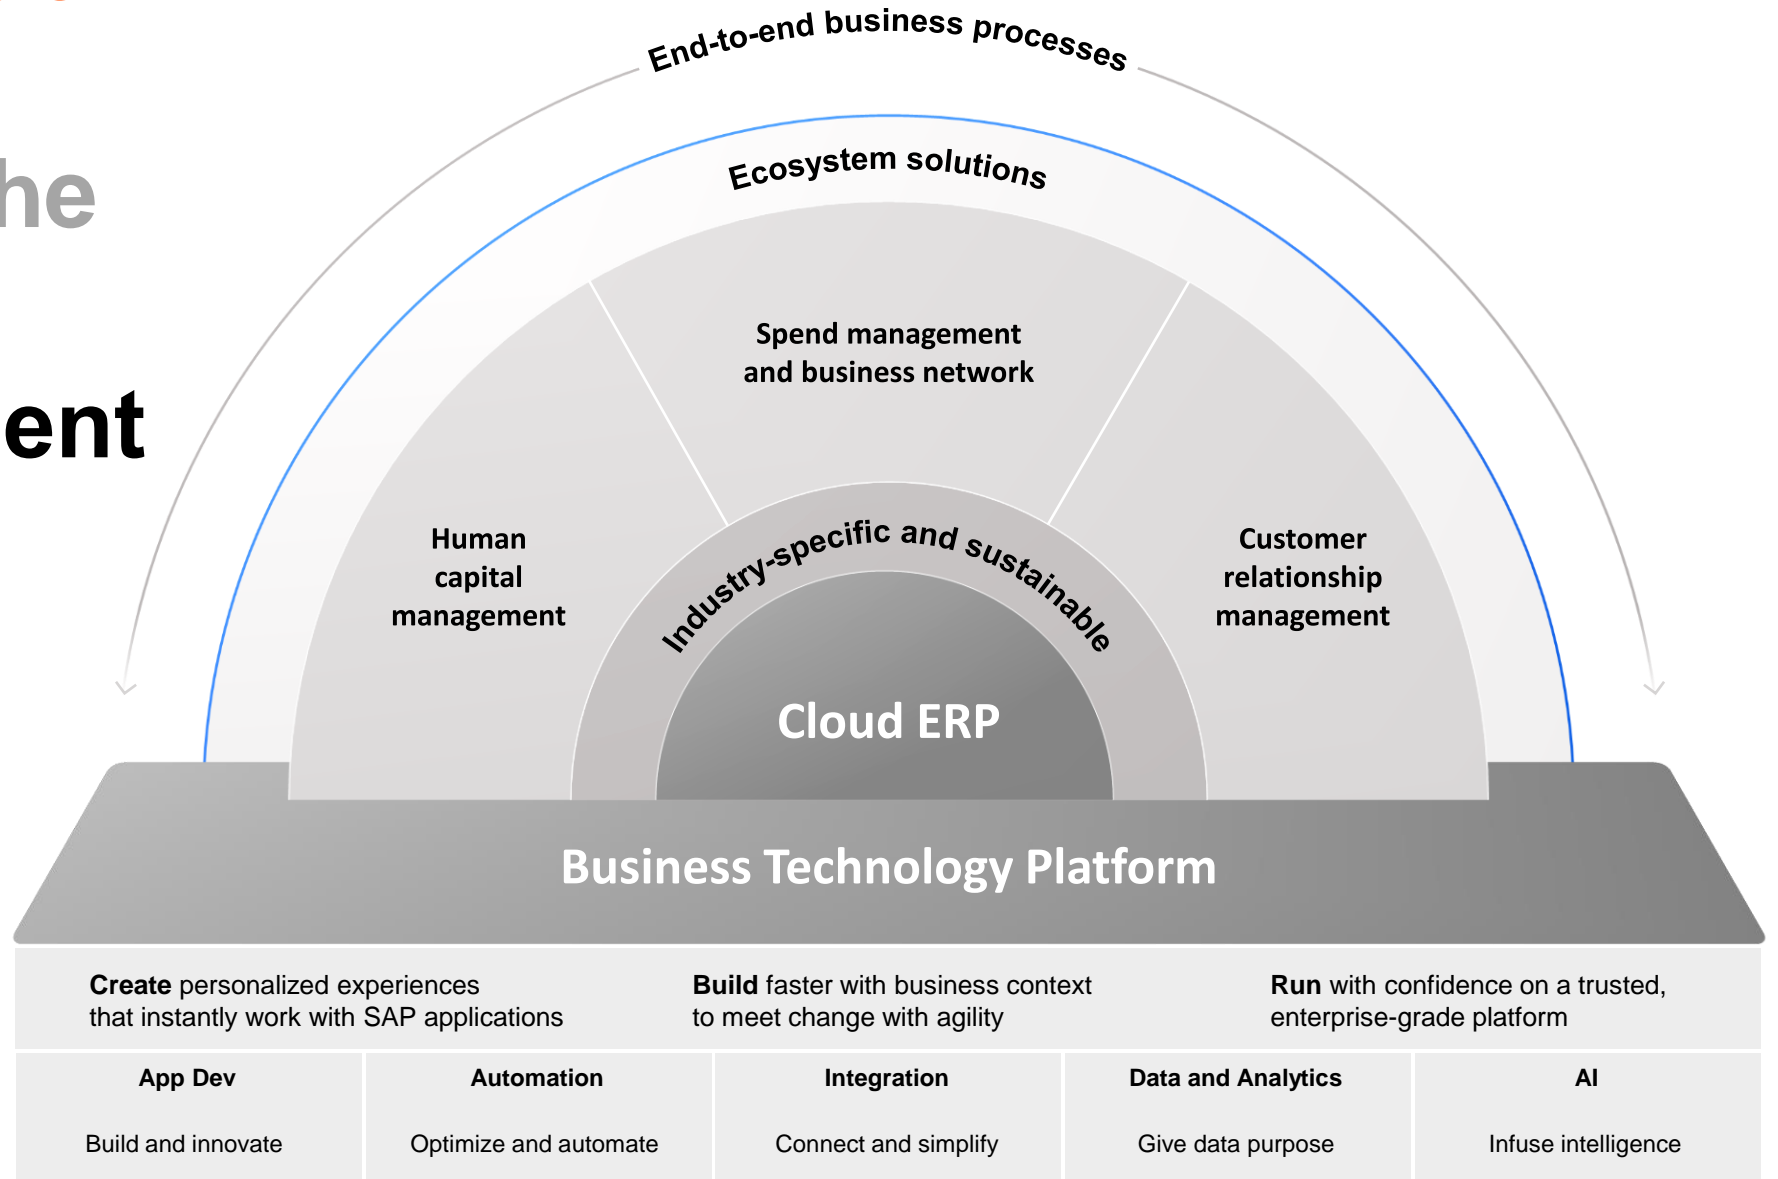 End-to-end business processes
he
Ecosystem solutions
Spend management
and business network
ent
Human
capital
management
Industry-specific and sustainable
Customer
relationship
management
Cloud ERP
Business Technology Platform
Create personalized experiences
that instantly work with SAP applications
Build faster with business context
to meet change with agility
Run with confidence on a trusted,
enterprise-grade platform
App Dev
Automation
Integration
Data and Analytics
AI
Build and innovate
Optimize and automate
Connect and simplify
Give data purpose
Infuse intelligence